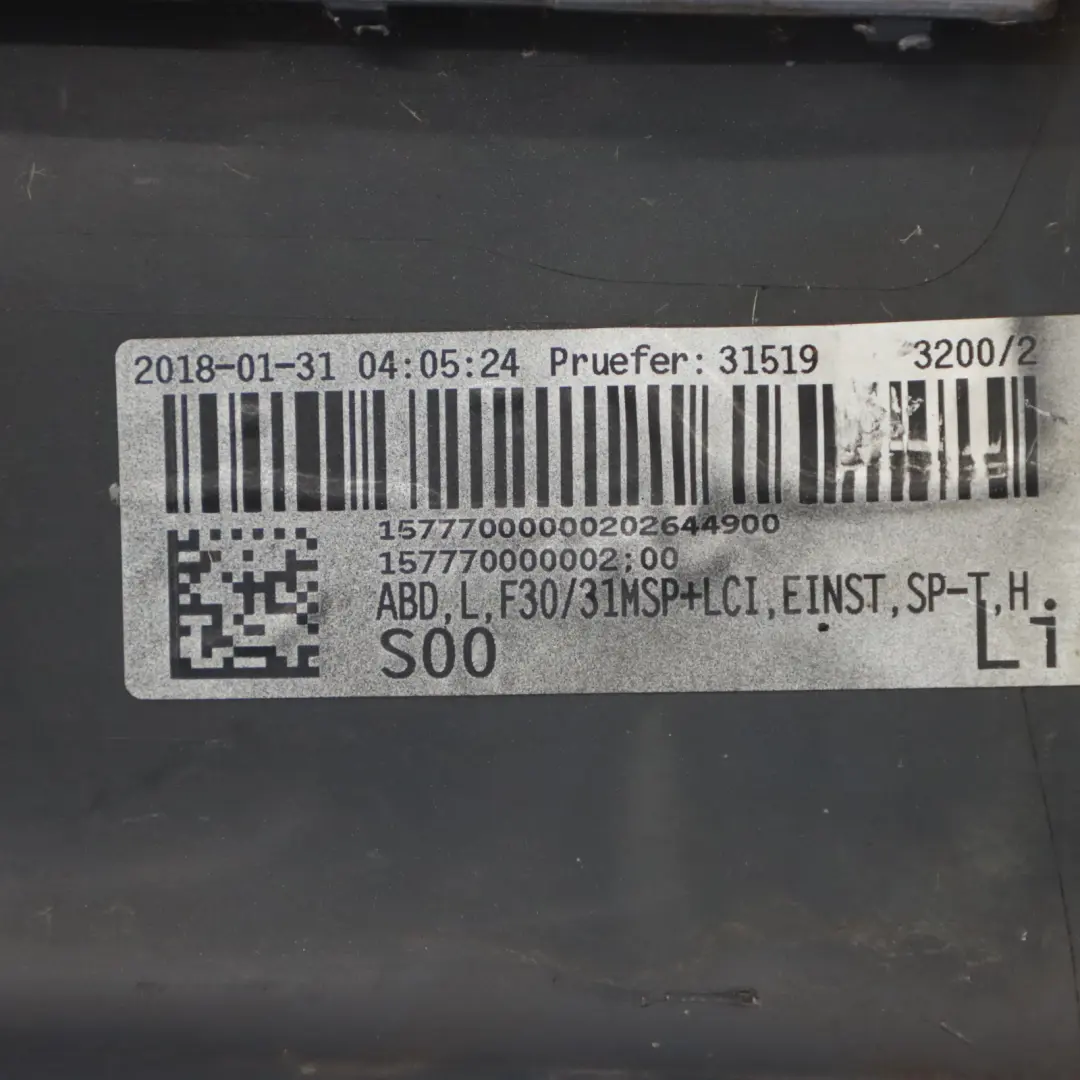 2018-01-31 04:05:24 Pruefer: 31519 3200/2
15777000000202644900
157770000002;00
ABD,L,F30/31MSP+LCI,EINST,SP-T,H.
S00 Li